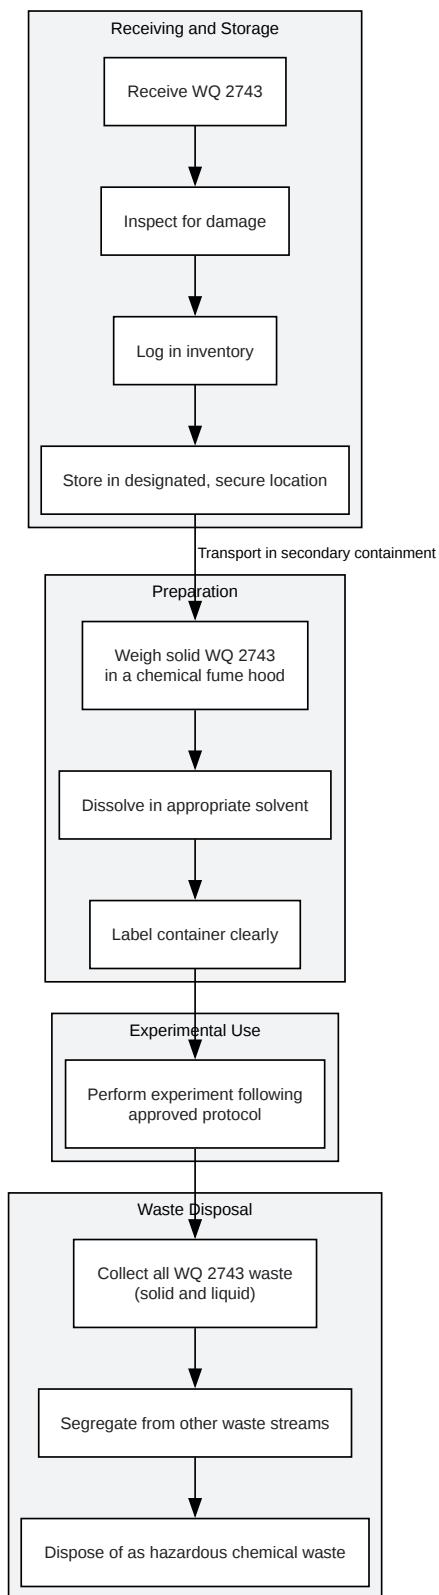 Receiving and Storage
Receive WQ 2743
Inspect for damage
Log in inventory
Store in designated, secure location
Transport in secondary containment
Preparation
Weigh solid WQ 2743
in a chemical fume hood
Dissolve in appropriate solvent
Label container clearly
Experimental Use
Perform experiment following
approved protocol
Waste Disposal
Collect all WQ 2743 waste
(solid and liquid)
Segregate from other waste streams
Dispose of as hazardous chemical waste